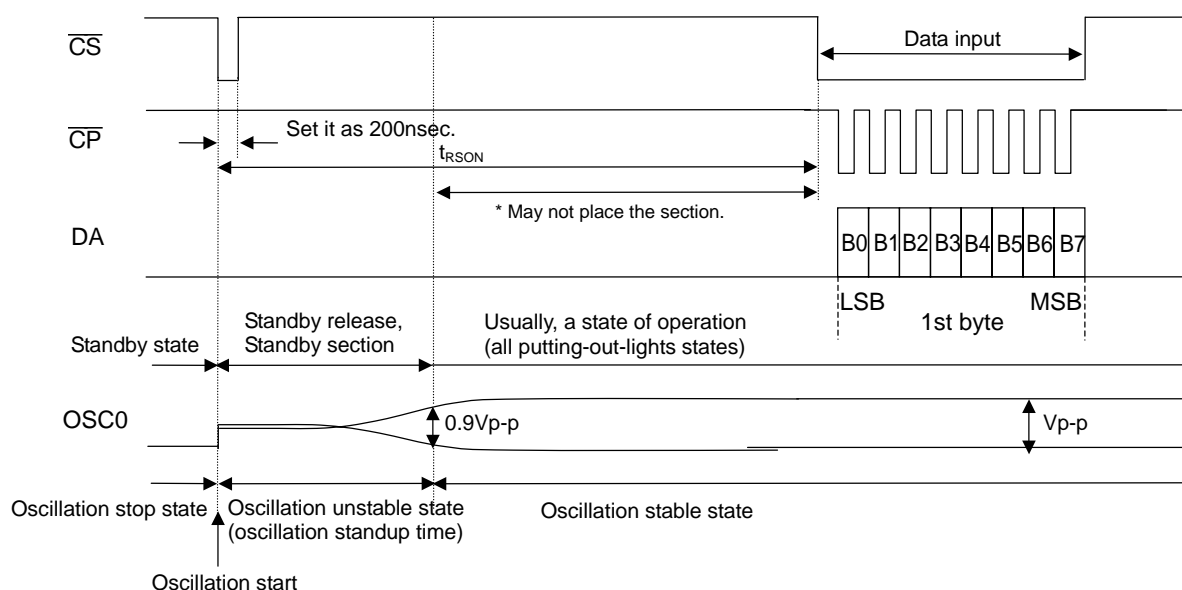 CS
Data input
CP
Set it as 200nsec.
tRSON
* May not place the section.
DA
B0 B1 B2 B3 B4 B5 B6 B7
LSB
MSB
1st byte
Standby state
Standby release,
Standby section
Usually, a state of operation
(all putting-out-lights states)
OSC0
0.9Vp-p
Vp-p
Oscillation stop state
Oscillation unstable state
(oscillation standup time)
Oscillation stable state
Oscillation start